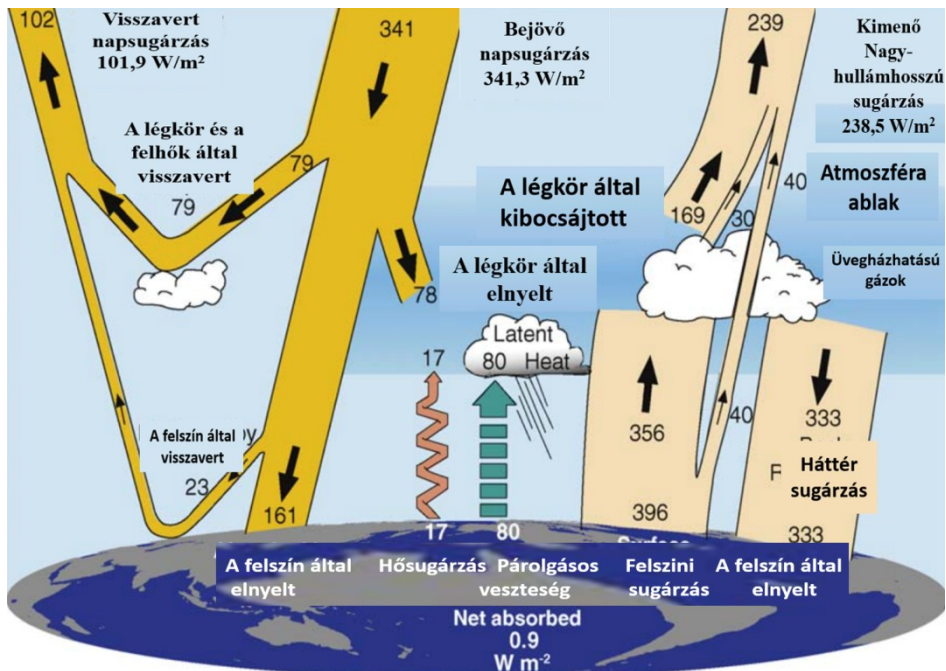 102
Visszavert
napsugárzás
101,9 W/m²
341
Bejövő
napsugárzás
341,3 W/m²
239
Kimenő
Nagy-
hullámhosszú
sugárzás
238,5 W/m²
A légkör és a
felhők által
visszavert
79
79
A légkör által
kibocsájtott
169
30
40
Atmoszféra
ablak
A légkör által
elnyelt
78
Üvegházhatású
gázok
Latent
80 Heat
17
356
40
333
A felszín által
visszavert
23
161
Háttér
sugárzás
396
333
17
80
A felszín által
elnyelt
Hősugárzás
Párolgásos
veszteség
Felszini
sugárzás
A felszín által
elnyelt
Net absorbed
0.9
W m-2